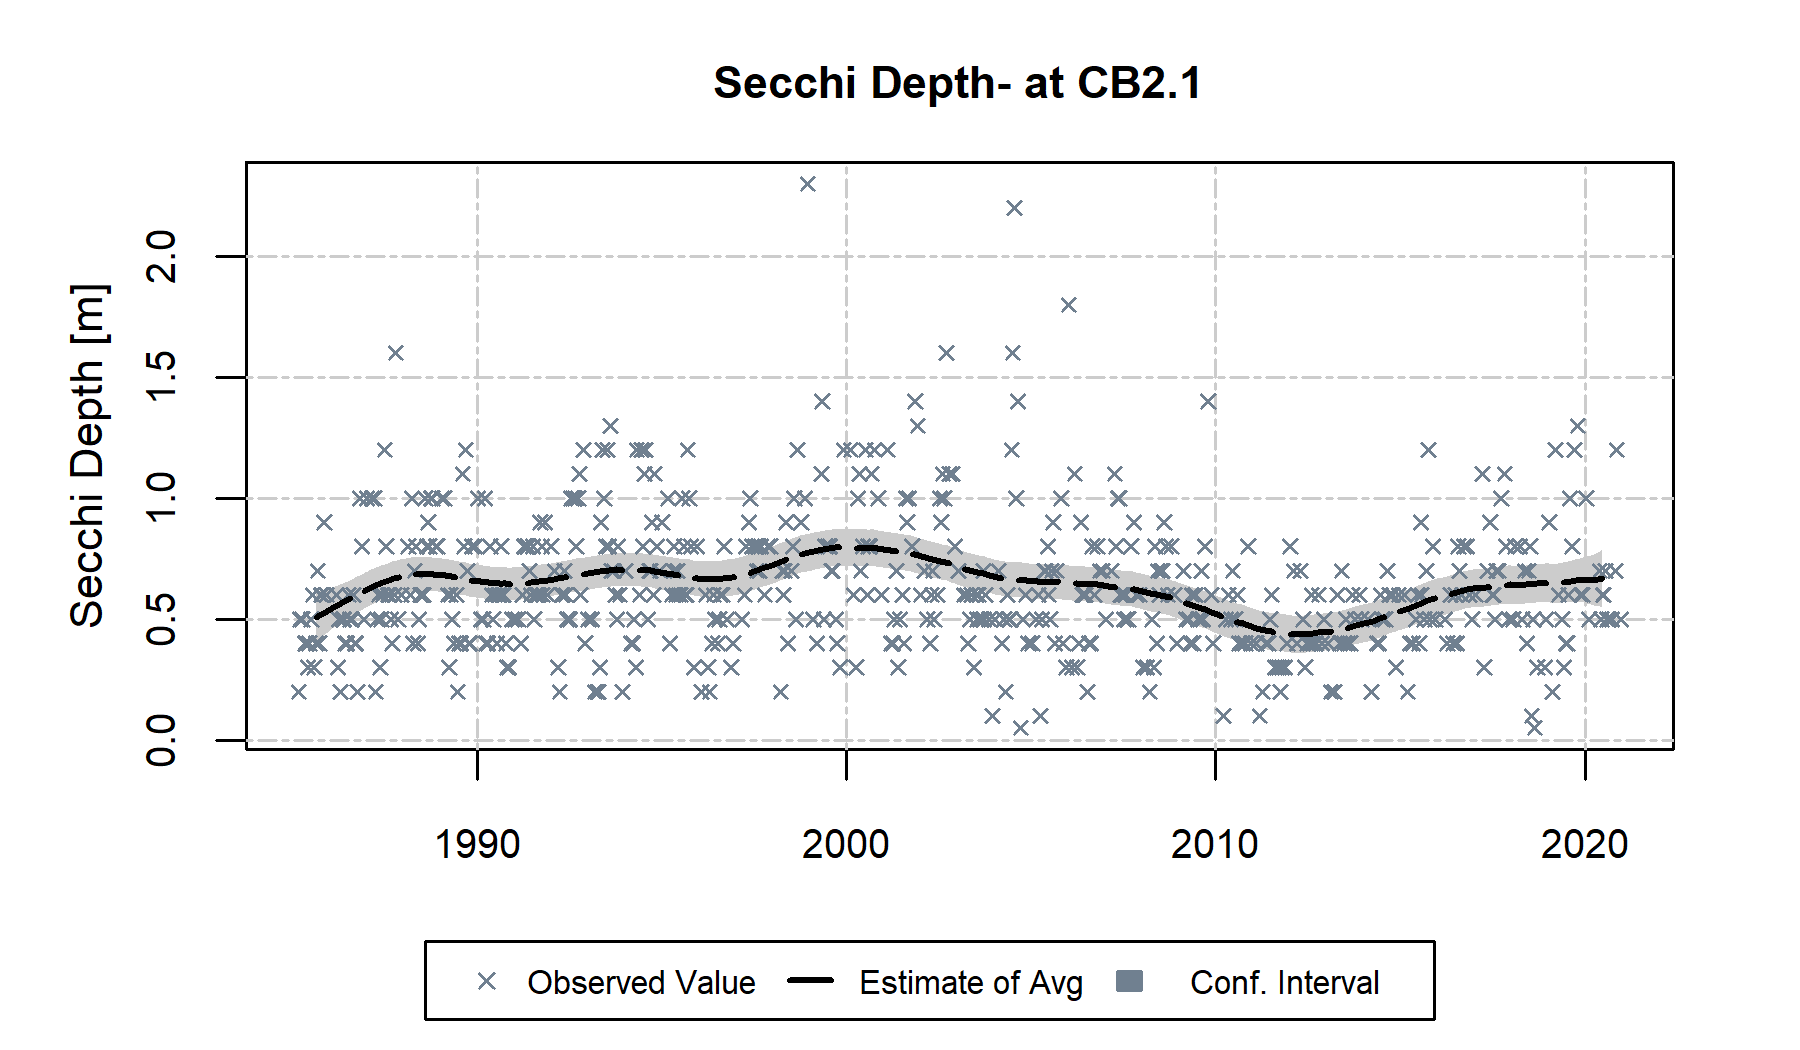 Secchi Depth- at CB2.1
Secchi Depth [m]
2.0
1.5
1.0
0.5
0.0
1990 2000 2010 2020
Observed Value Estimate of Avg Conf. Interval